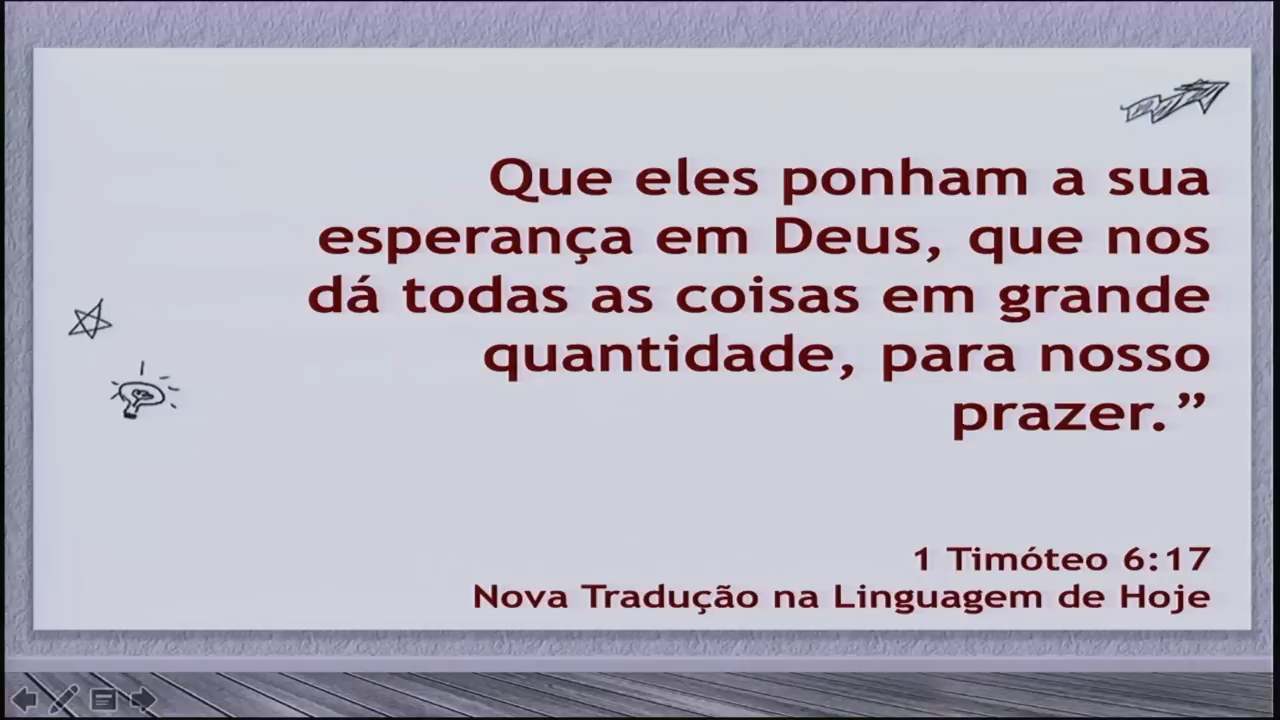 Que eles ponham a sua
esperança em Deus, que nos
dá todas as coisas em grande
quantidade, para nosso
prazer.”
1 Timóteo 6:17
Nova Tradução na Linguagem de Hoje